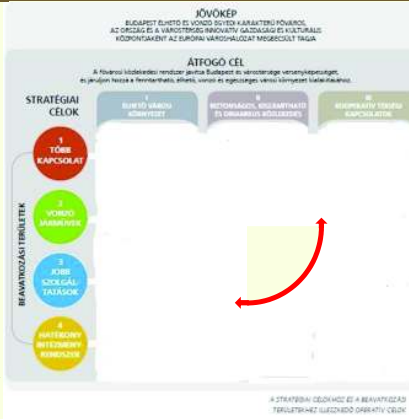 JÖVŐKÉP
BUDAPEST ÉLHETŐ ÉS VONZÓ EGYEDI KARAKTERŰ FŐVÁROS,
AZ ORSZÁG ÉS A VÁROSTÉRSÉG INNOVATÍV GAZDASÁGI ÉS KULTURÁLIS
KÖZPONTJAKÉNT AZ EURÓPAI VÁROSHÁLÓZAT MEGBECSÜLT TAGJA
ÁTFOGÓ CÉL
A fővárosi közlekedési rendszer javítsa Budapest és várostérsége versenyképességét,
és járuljon hozzá a fenntartható, élhető, vonzó és egészséges városi környezet kialakításához.
STRATÉGIAI
CÉLOK
I
ÉLHETŐ VÁROSI
KÖRNYEZET
II
BIZTONSÁGOS, KISZÁMÍTHATÓ
ÉS DINAMIKUS KÖZLEKEDÉS
III
KOOPERATÍV TÉRSÉGI
KAPCSOLATOK
BEAVATKOZÁSI TERÜLETEK
1
TÖBB
KAPCSOLAT
2
VONZÓ
JÁRMŰVEK
3
JOBB
SZOLGÁL-
TATÁSOK
4
HATÉKONY
INTÉZMÉNY-
RENDSZER
A STRATÉGIAI CÉLOKHOZ ÉS A BEAVATKOZÁSI
TERÜLETEKHEZ ILLESZKEDŐ OPERATÍV CÉLOK